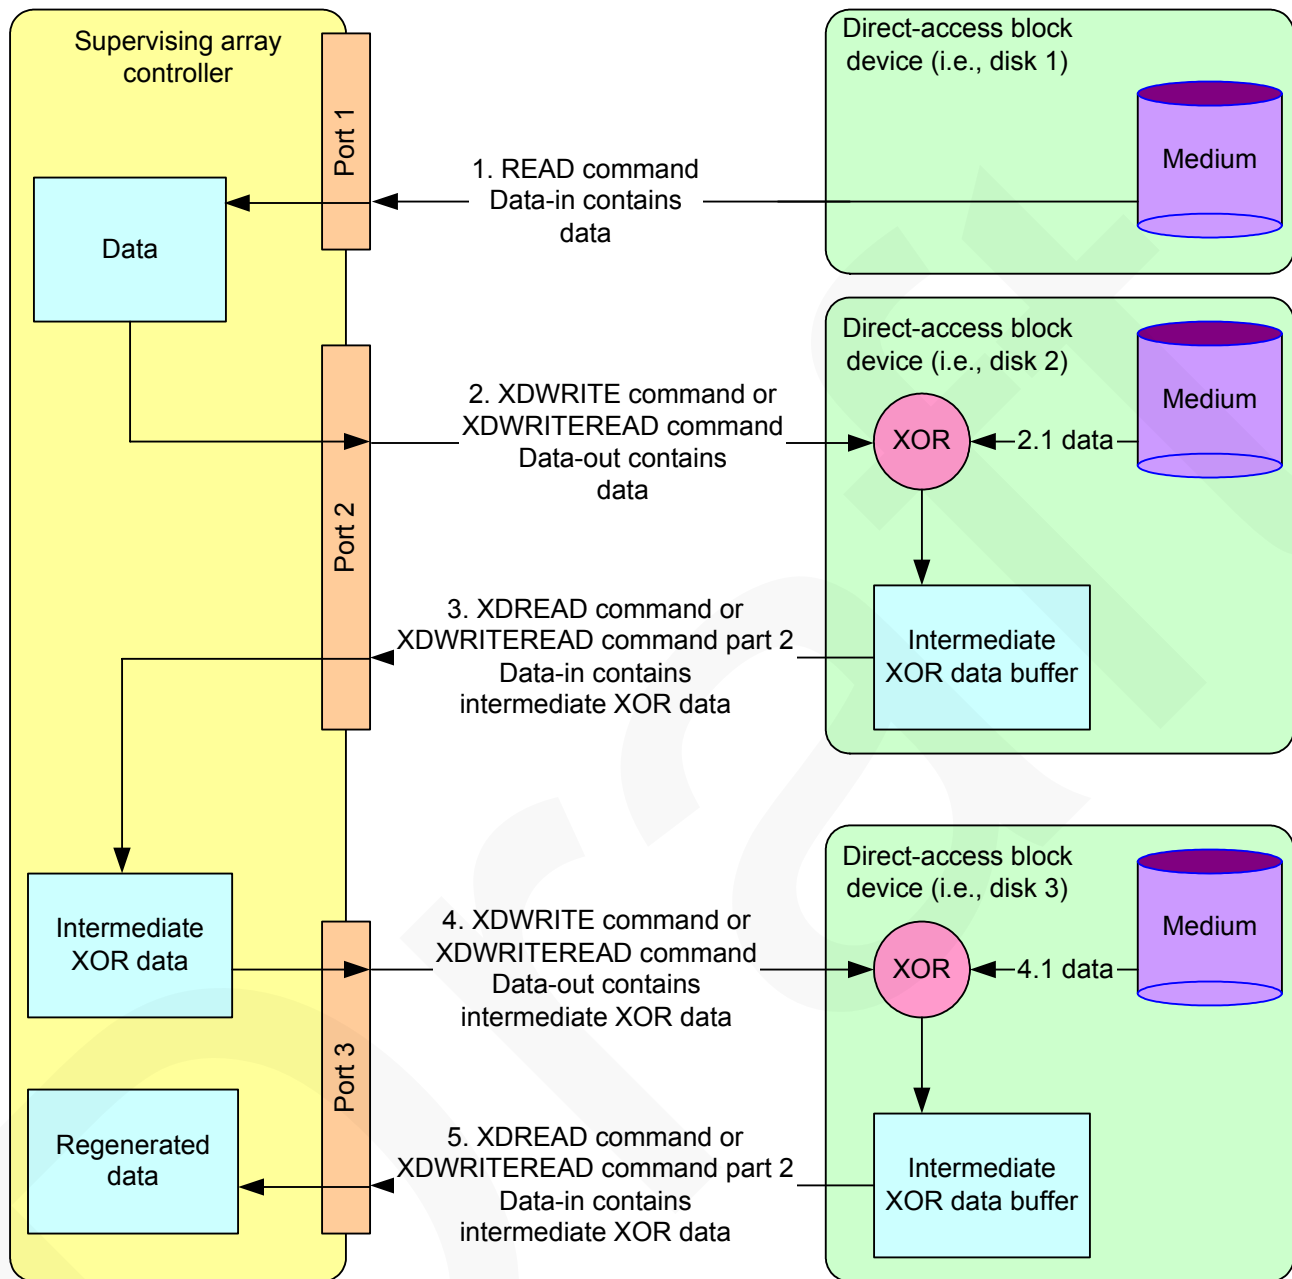 Supervising array
controller
Port 1
Data
1. READ command
Data-in contains
data
Direct-access block
device (i.e., disk 1)
Medium
Port 2
2. XDWRITE command or
XDWRITEREAD command
Data-out contains
data
Direct-access block
device (i.e., disk 2)
XOR
2.1 data
Medium
3. XDREAD command or
XDWRITEREAD command part 2
Data-in contains
intermediate XOR data
Intermediate
XOR data buffer
Intermediate
XOR data
Port 3
4. XDWRITE command or
XDWRITEREAD command
Data-out contains
intermediate XOR data
Direct-access block
device (i.e., disk 3)
XOR
4.1 data
Medium
Regenerated
data
5. XDREAD command or
XDWRITEREAD command part 2
Data-in contains
intermediate XOR data
Intermediate
XOR data buffer
Draft